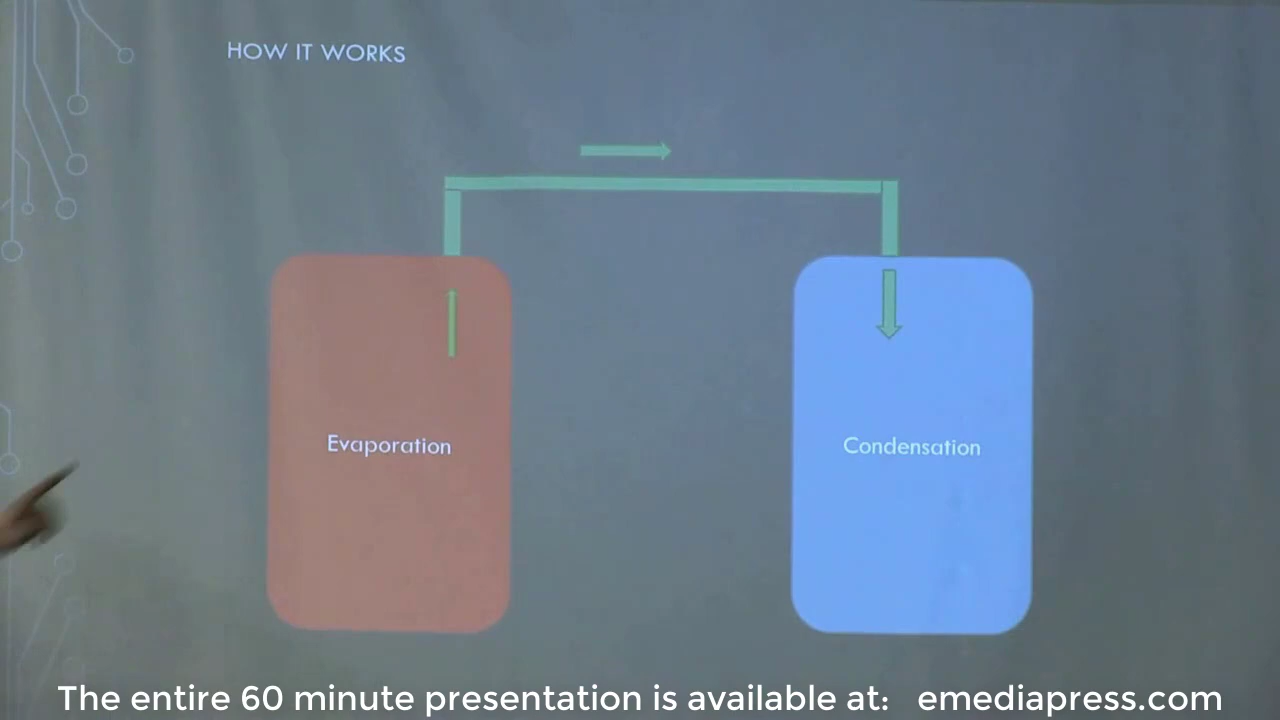 HOW IT WORKS
Evaporation
Condensation
The entire 60 minute presentation is available at: emediapress.com